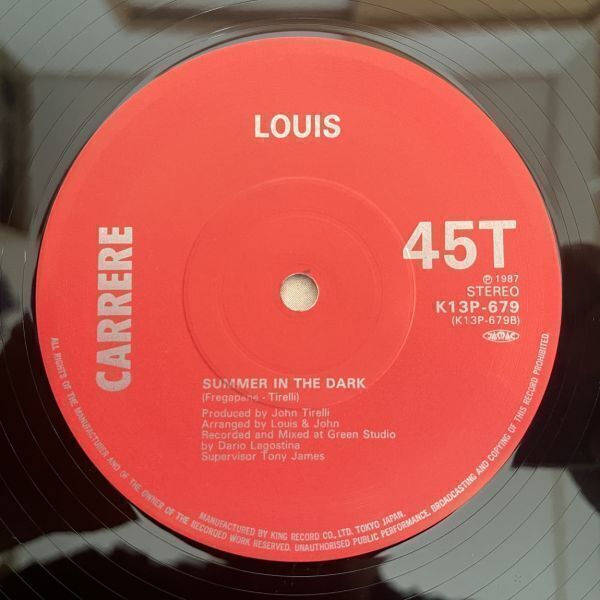 LOUIS
CARRERE
45T
Ⓟ 1987
STEREO
K13P-679
(K13P-679B)
JASRAC
SUMMER IN THE DARK
(Fregapane - Tirelli)
Produced by John Tirelli
Arranged by Louis & John
Recorded and Mixed at Green Studio
by Dario Lagostina
Supervisor Tony James
ALL RIGHTS OF THE MANUFACTURER AND OF THE OWNER OF THE RECORDED WORK RESERVED. UNAUTHORISED PUBLIC PERFORMANCE, BROADCASTING AND COPYING OF THIS RECORD PROHIBITED.
MANUFACTURED BY KING RECORD CO., LTD. TOKYO JAPAN.